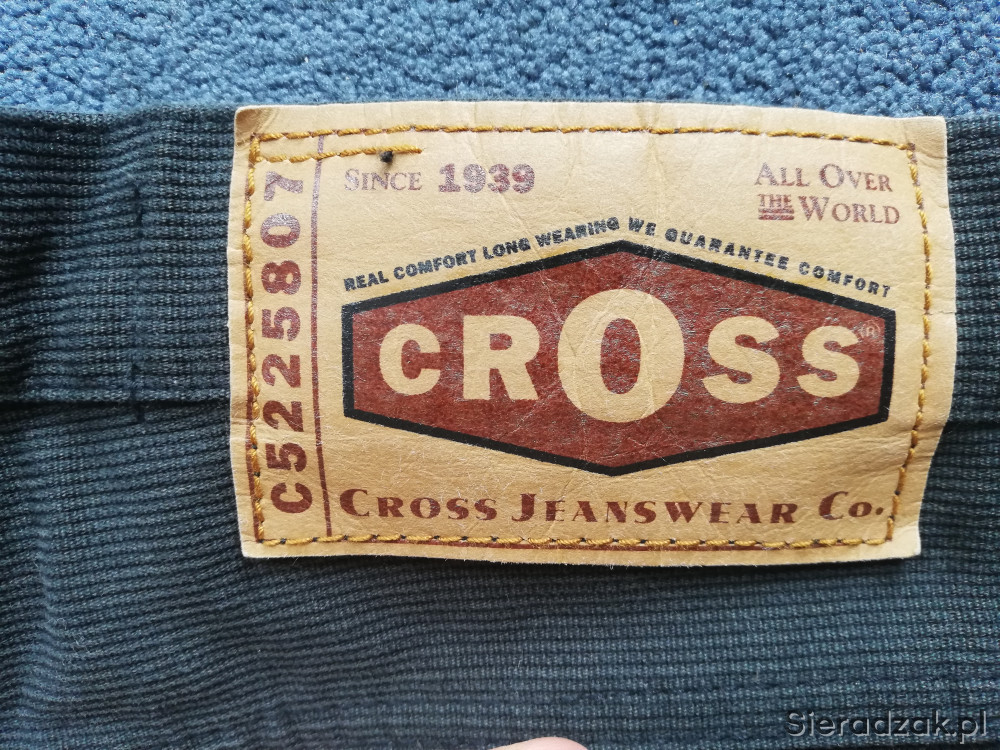 C5225807
SINCE 1939
ALL OVER
THE WORLD
REAL COMFORT LONG WEARING WE GUARANTEE COMFORT
CROSS®
CROSS JEANSWEAR CO.
Sieradzak.pl